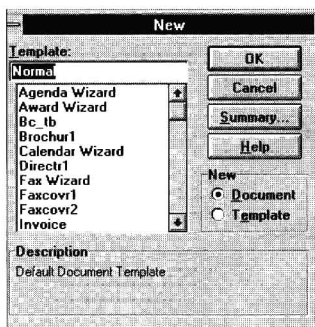 New
Template:
Normal
Agenda Wizard
Award Wizard
Bc_tb
Brochur1
Calendar Wizard
Directr1
Fax Wizard
Faxcovr1
Faxcovr2
Invoice
OK
Cancel
Summary...
Help
New
Document
Template
Description
Default Document Template